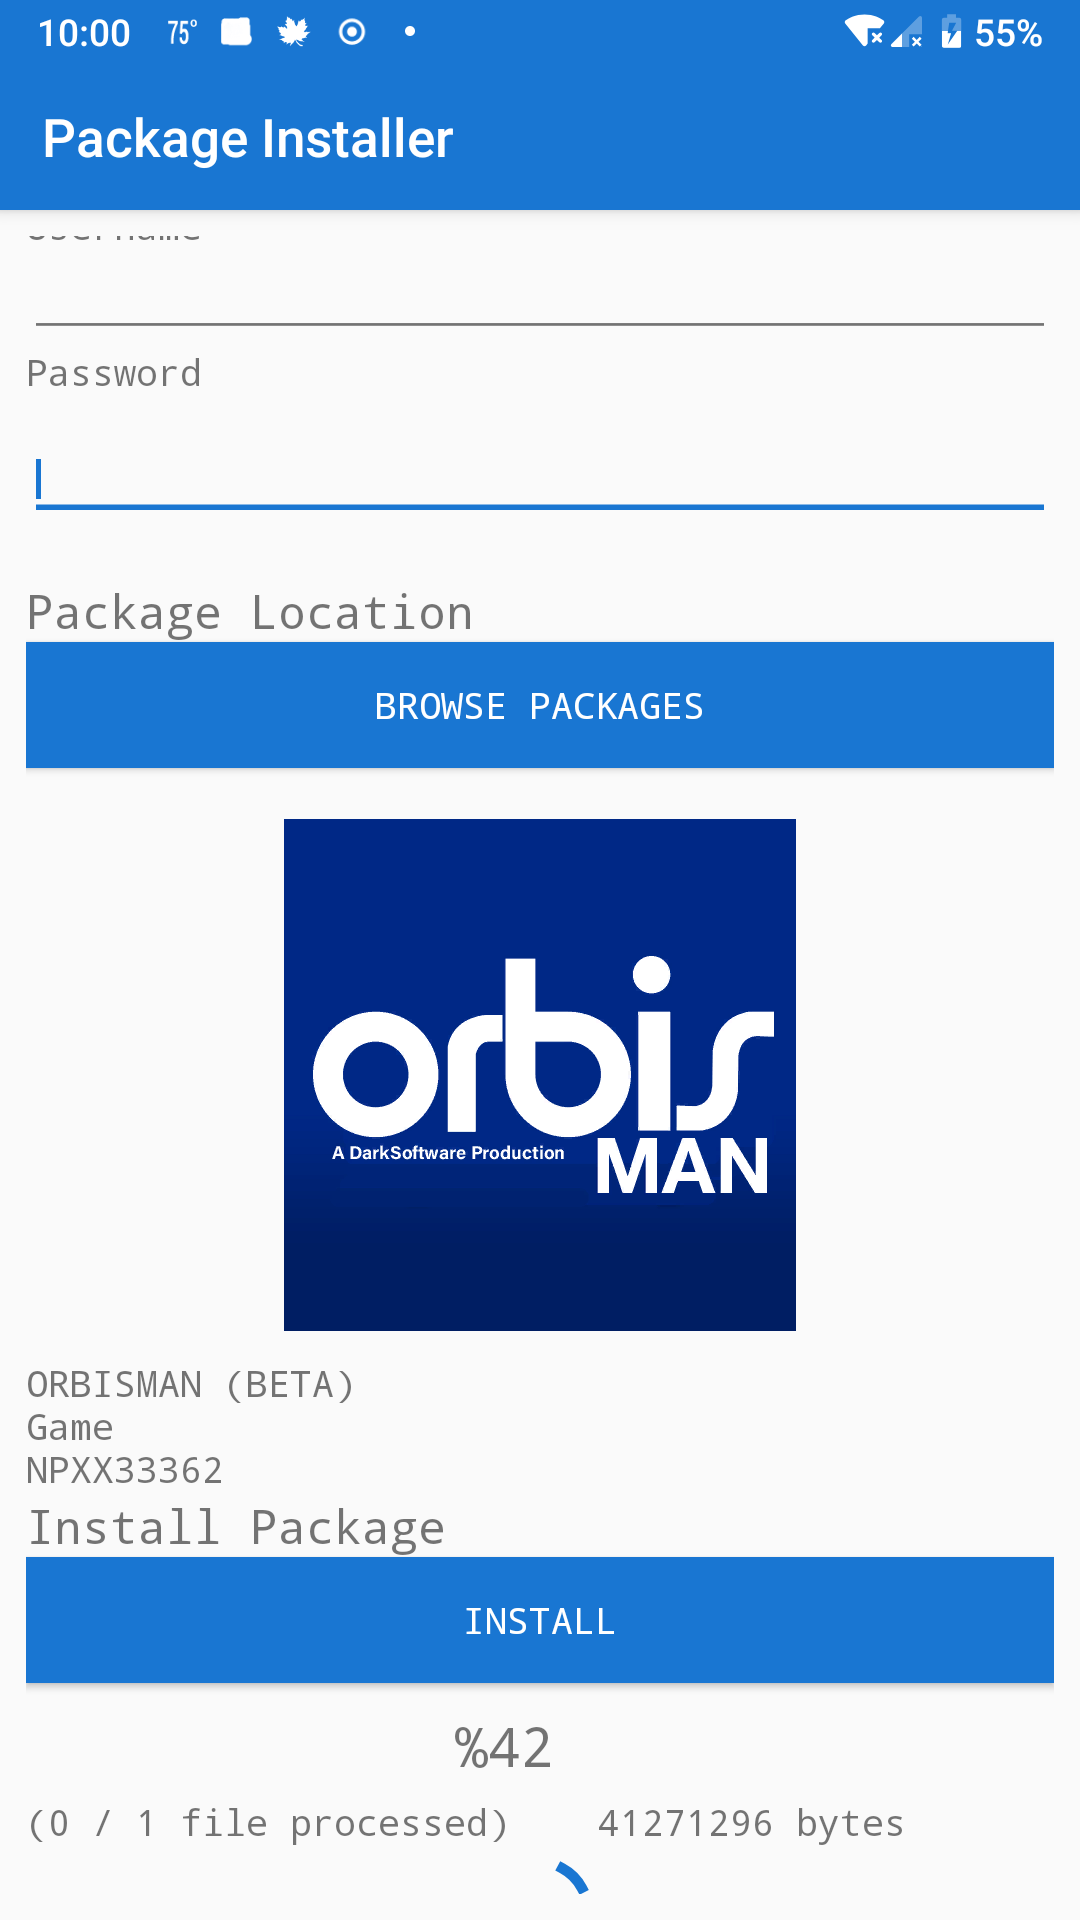 10:00 75° 55%
Package Installer
Username
Password
Package Location
BROWSE PACKAGES
orbis
A DarkSoftware Production
MAN
ORBISMAN (BETA)
Game
NPXX33362
Install Package
INSTALL
%42
(0 / 1 file processed) 41271296 bytes